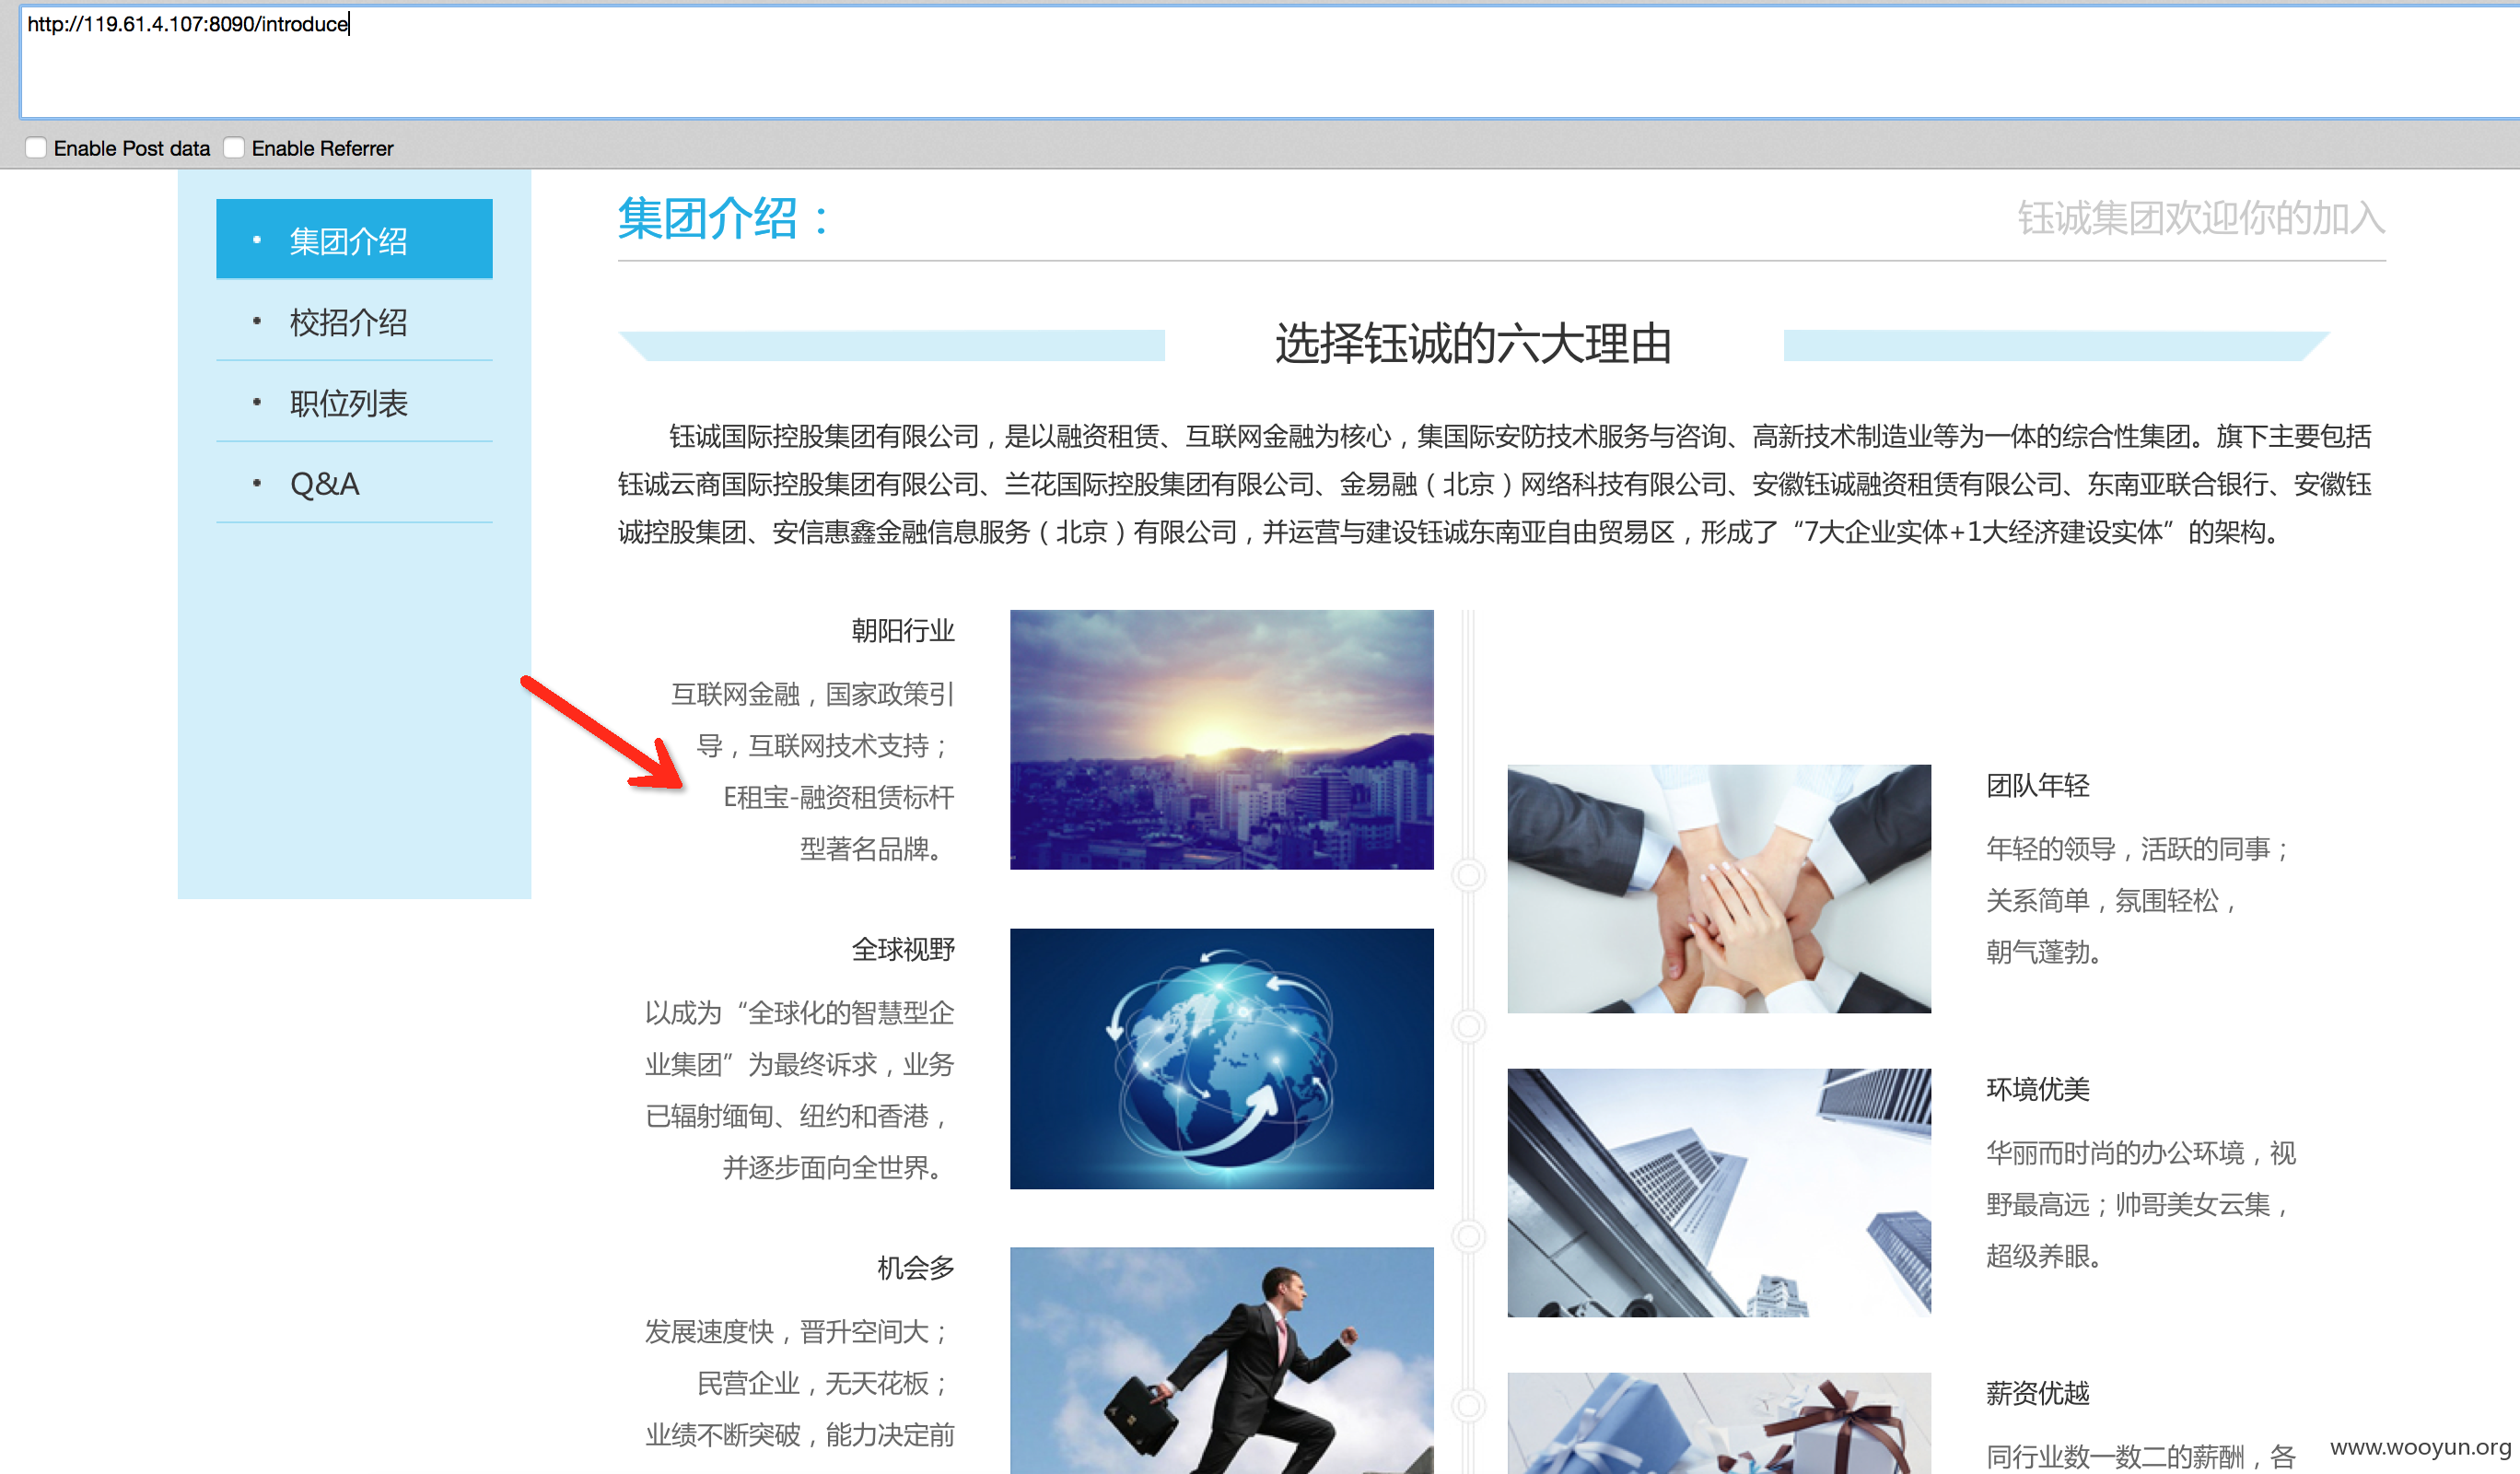 http://119.61.4.107:8090/introduce
Enable Post data Enable Referrer
集团介绍
校招介绍
职位列表
Q&A
集团介绍：
钰诚集团欢迎你的加入
选择钰诚的六大理由
钰诚国际控股集团有限公司，是以融资租赁、互联网金融为核心，集国际安防技术服务与咨询、高新技术制造业等为一体的综合性集团。旗下主要包括
钰诚云商国际控股集团有限公司、兰花国际控股集团有限公司、金易融（北京）网络科技有限公司、安徽钰诚融资租赁有限公司、东南亚联合银行、安徽钰
诚控股集团、安信惠鑫金融信息服务（北京）有限公司，并运营与建设钰诚东南亚自由贸易区，形成了“7大企业实体+1大经济建设实体”的架构。
朝阳行业
互联网金融，国家政策引
导，互联网技术支持；
E租宝-融资租赁标杆
型著名品牌。
团队年轻
年轻的领导，活跃的同事；
关系简单，氛围轻松，
朝气蓬勃。
全球视野
以成为“全球化的智慧型企
业集团”为最终诉求，业务
已辐射缅甸、纽约和香港，
并逐步面向全世界。
环境优美
华丽而时尚的办公环境，视
野最高远；帅哥美女云集，
超级养眼。
机会多
发展速度快，晋升空间大；
民营企业，无天花板；
业绩不断突破，能力决定前
薪资优越
同行业数一数二的薪酬，各
www.wooyun.org